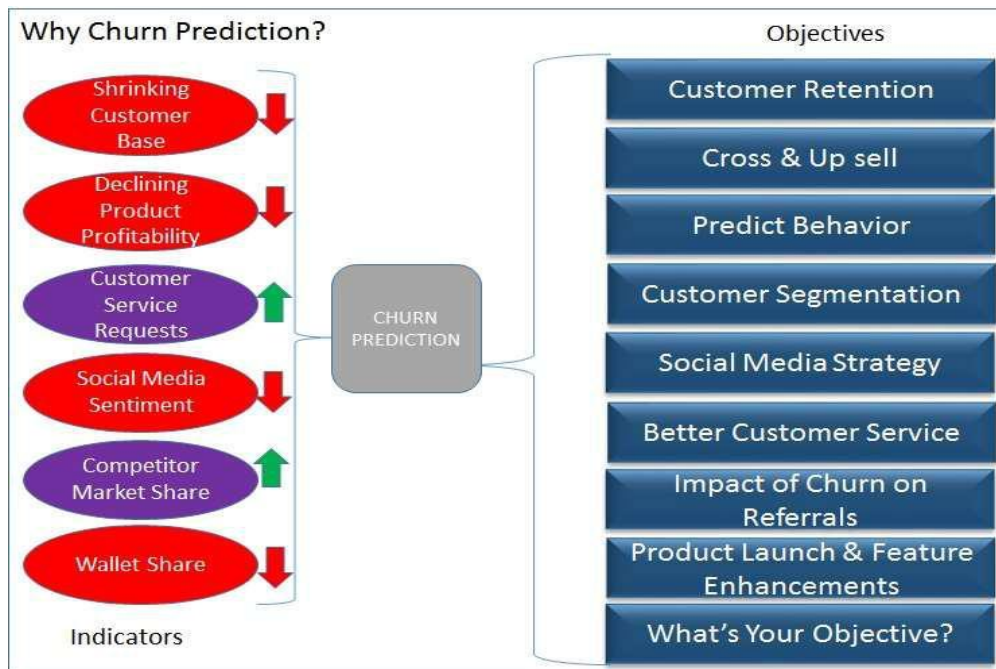 Why Churn Prediction?
Shrinking
Customer
Base
Declining
Product
Profitability
Customer
Service
Requests
Social Media
Sentiment
Competitor
Market Share
Wallet Share
Indicators
CHURN
PREDICTION
Objectives
Customer Retention
Cross & Up sell
Predict Behavior
Customer Segmentation
Social Media Strategy
Better Customer Service
Impact of Churn on
Referrals
Product Launch & Feature
Enhancements
What's Your Objective?